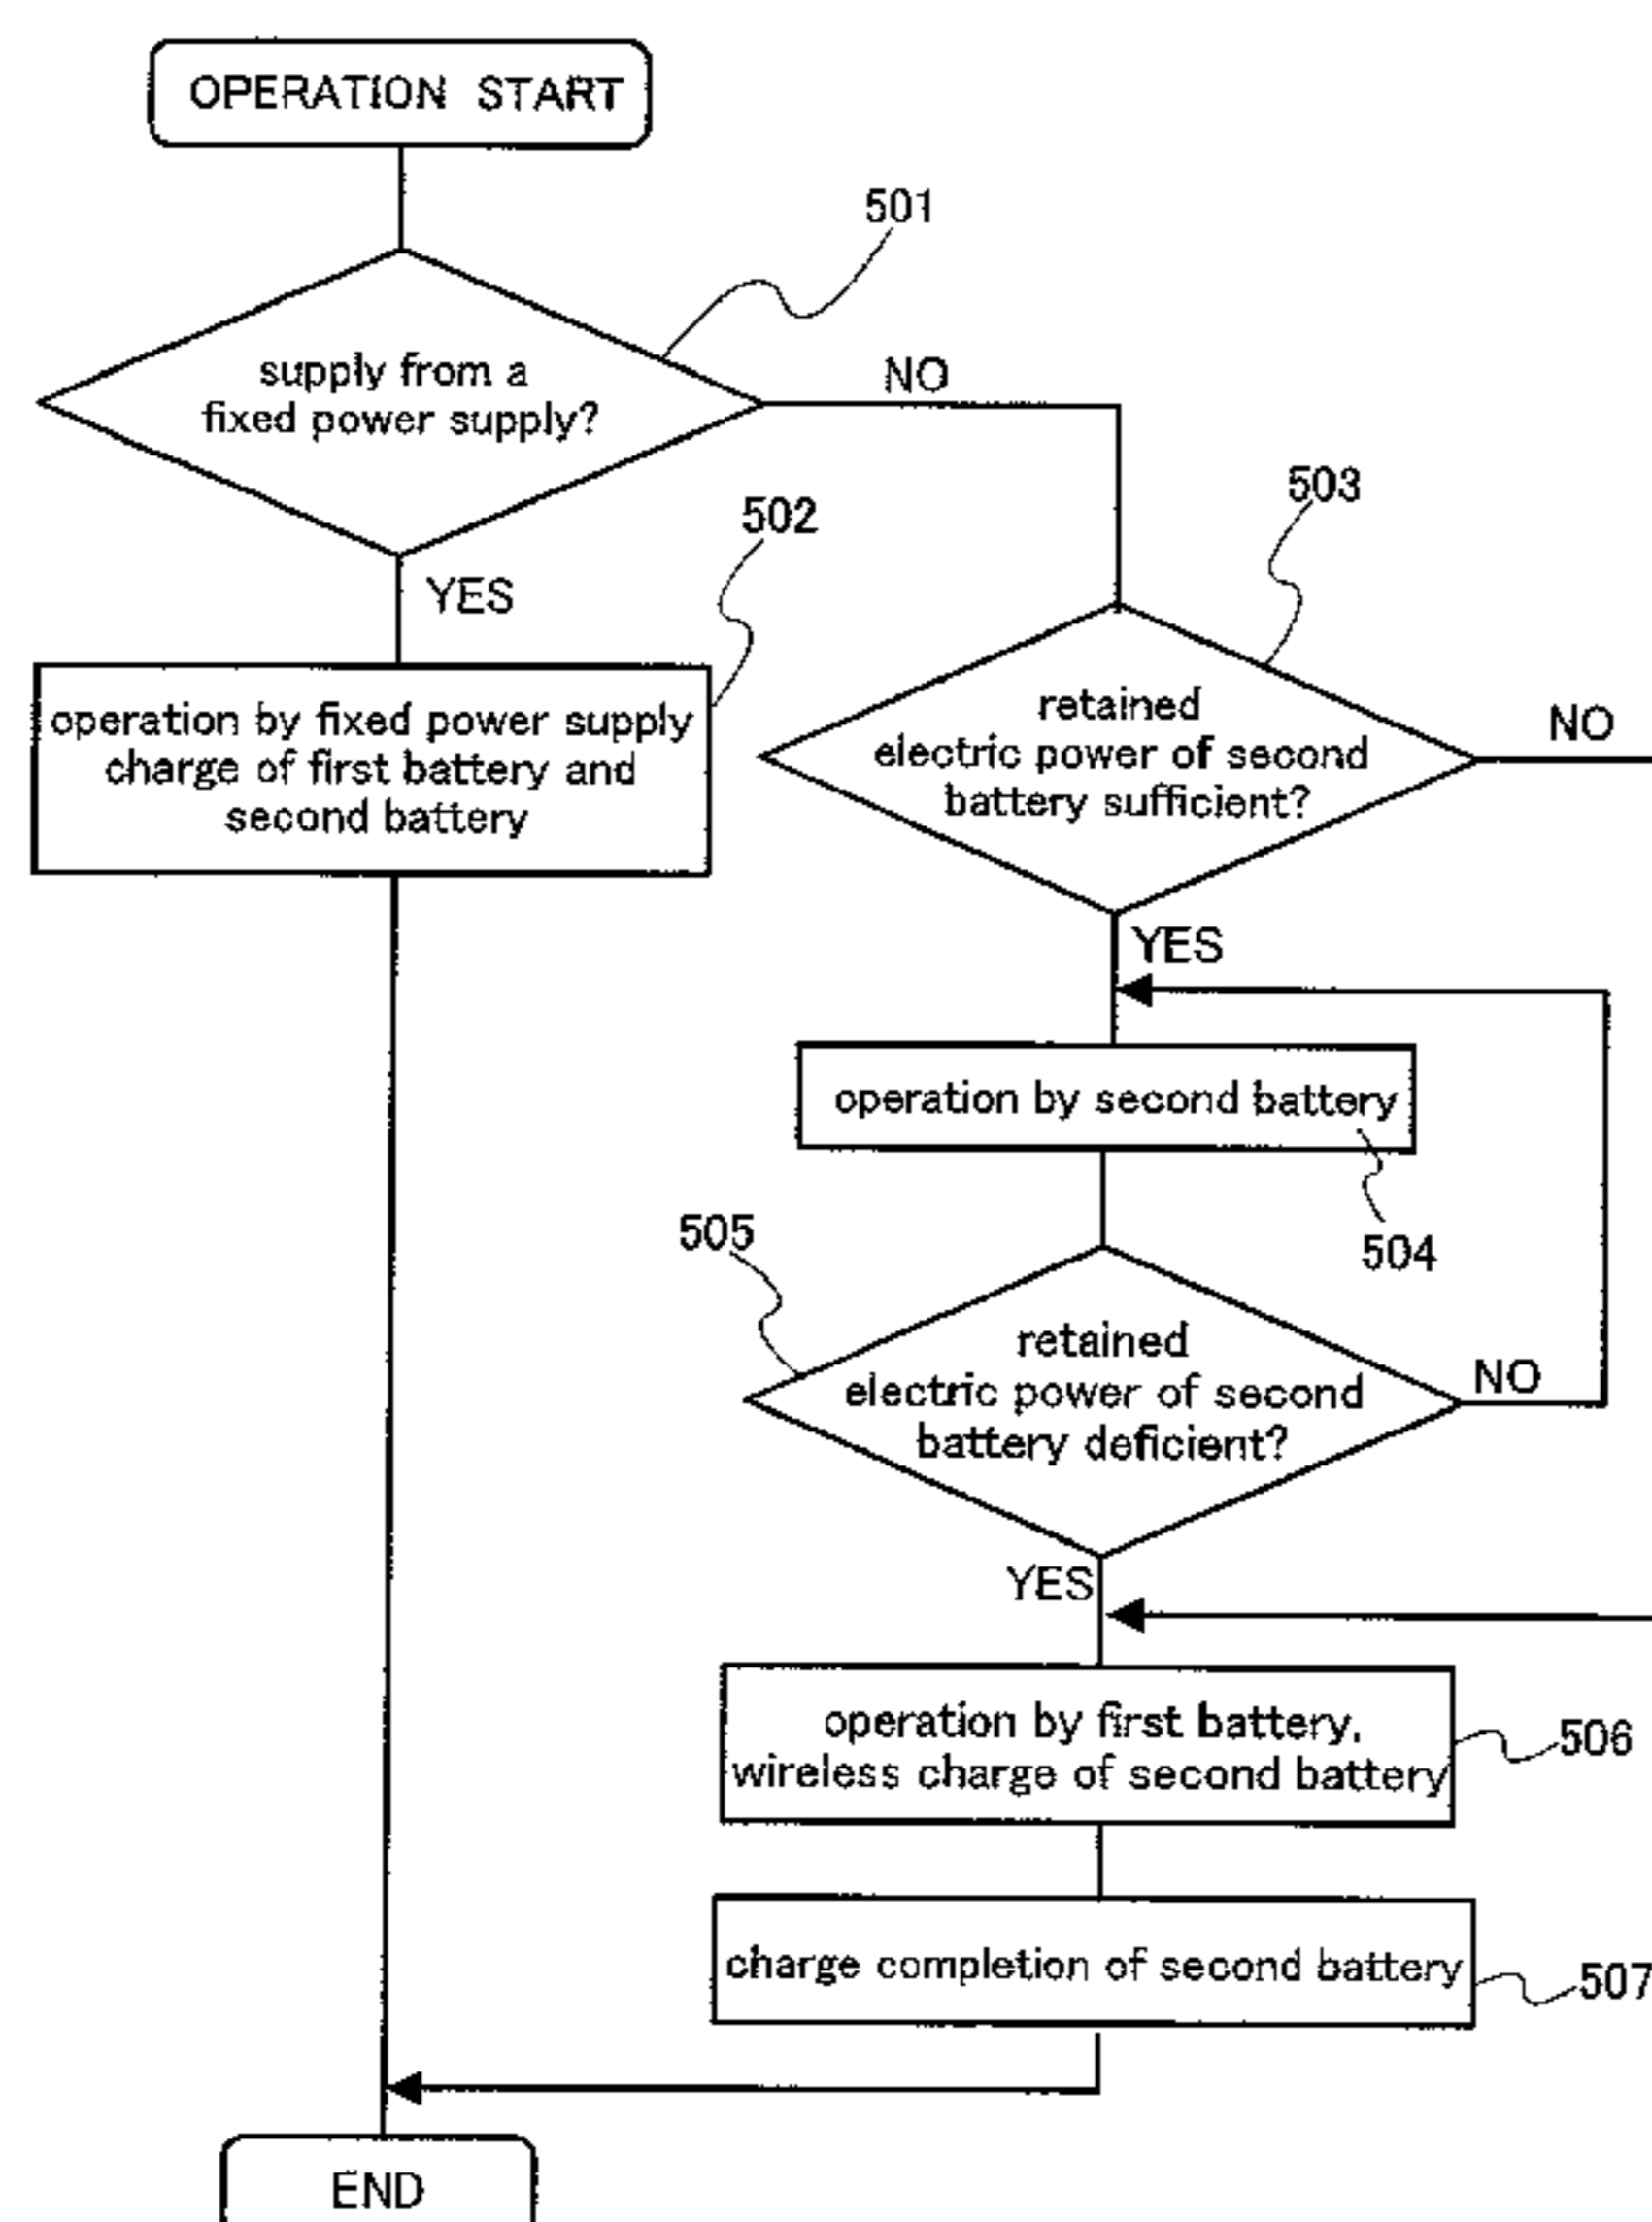 OPERATION START
501
supply from a
fixed power supply?
NO
YES
502
operation by fixed power supply
charge of first battery and
second battery
503
retained
electric power of second
battery sufficient?
NO
YES
operation by second battery
504
505
retained
electric power of second
battery deficient?
NO
YES
operation by first battery,
wireless charge of second battery
506
charge completion of second battery
507
END